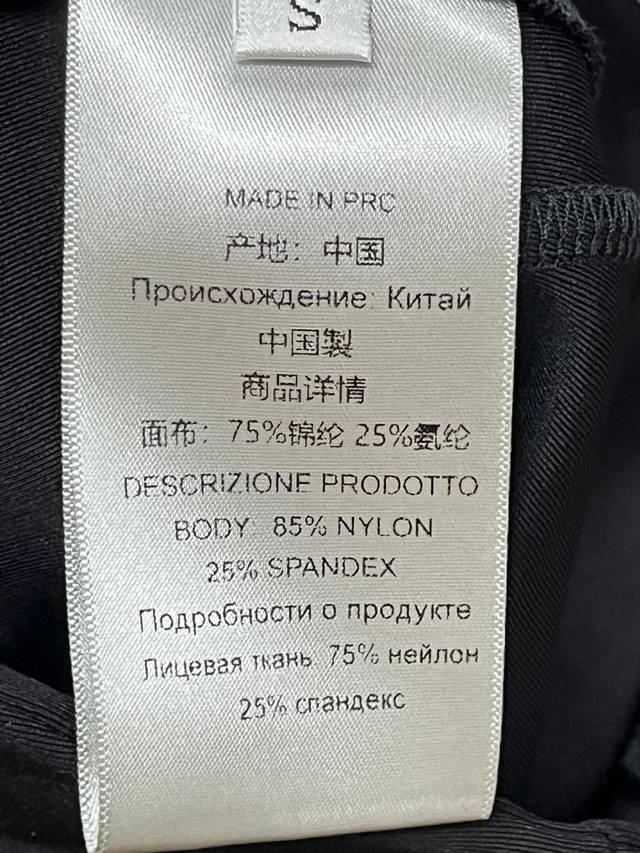 S
MADE IN PRC
产地：中国
Происхождение: Китай
中国製
商品详情
面布：75%锦纶 25%氨纶
DESCRIZIONE PRODOTTO
BODY: 85% NYLON
25% SPANDEX
Подробности о продукте
Лицевая ткань 75% нейлон
25% спандекс